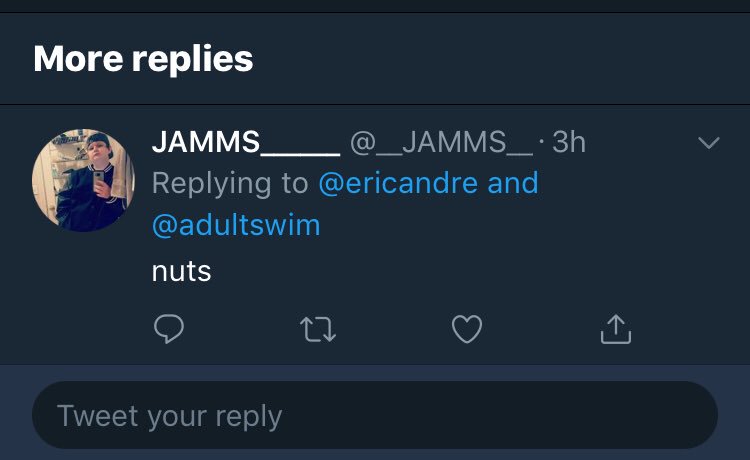 More replies
JAMMS_____ @__JAMMS__ · 3h
Replying to @ericandre and
@adultswim
nuts
Tweet your reply